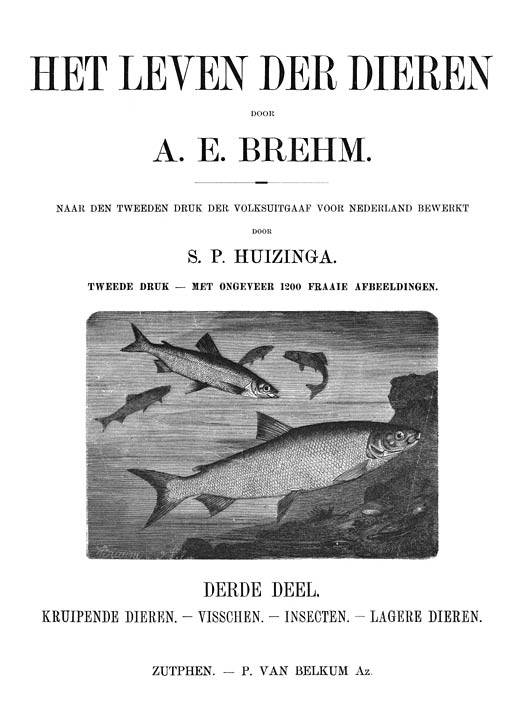 HET LEVEN DER DIEREN
DOOR
A. E. BREHM.
NAAR DEN TWEEDEN DRUK DER VOLKSUITGAAF VOOR NEDERLAND BEWERKT
DOOR
S. P. HUIZINGA.
TWEEDE DRUK — MET ONGEVEER 1200 FRAAIE AFBEELDINGEN.
DERDE DEEL.
KRUIPENDE DIEREN. — VISSCHEN. — INSECTEN. — LAGERE DIEREN.
ZUTPHEN. — P. VAN BELKUM Az.